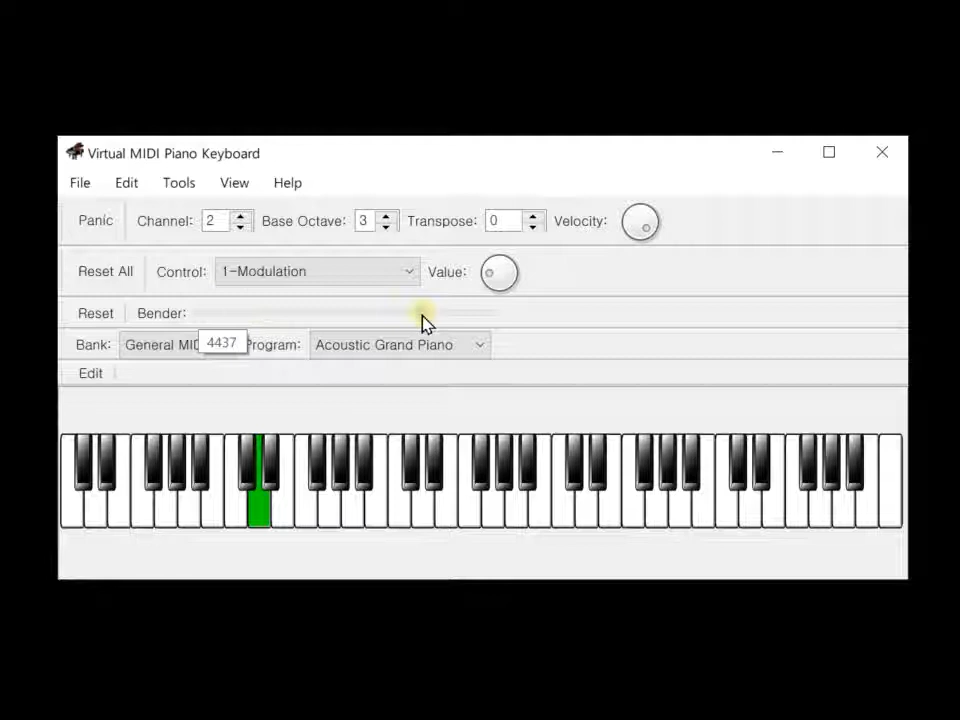 Virtual MIDI Piano Keyboard
File Edit Tools View Help
Panic Channel: 2 Base Octave: 3 Transpose: 0 Velocity:
Reset All Control: 1-Modulation Value:
Reset Bender:
Bank: General MID 4437 rogram: Acoustic Grand Piano
Edit